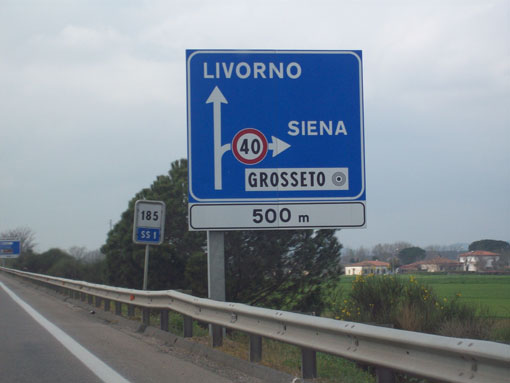 LIVORNO
SIENA
40
GROSSETO
500 m
185
SS 1